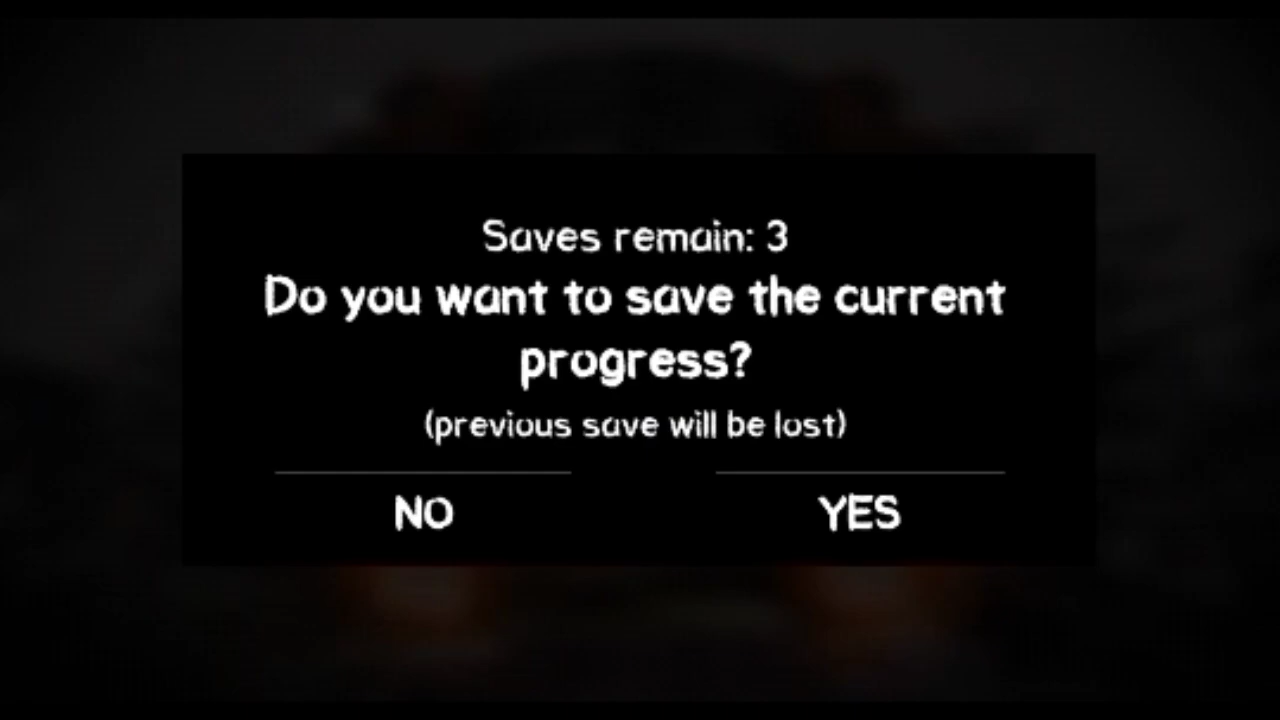 Saves remain: 3
Do you want to save the current
progress?
(previous save will be lost)
NO YES